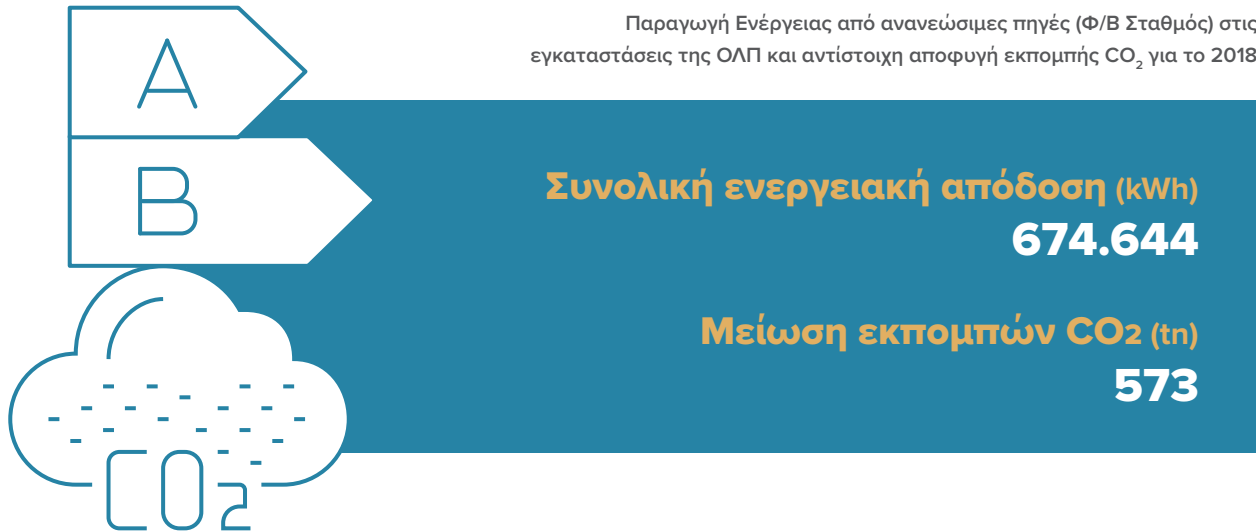 Παραγωγή Ενέργειας από ανανεώσιμες πηγές (Φ/Β Σταθμός) στις
εγκαταστάσεις της ΟΛΠ και αντίστοιχη αποφυγή εκπομπής CO₂ για το 2018
A
B
Συνολική ενεργειακή απόδοση (kWh)
674.644
Μείωση εκπομπών CO2 (tn)
573
CO2